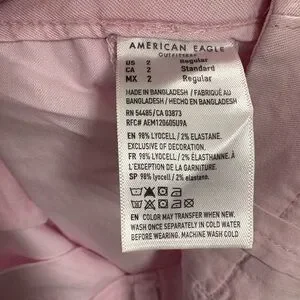 AMERICAN EAGLE
OUTFITTERS
US 2 Regular
CA 2 Standard
MX 2 Regular
MADE IN BANGLADESH / FABRIQUÉ AU
BANGLADESH / HECHO EN BANGLADESH
RN 54485/ CA 03873
RFC# AEM120605U9A
EN 98% LYOCELL / 2% ELASTANE.
EXCLUSIVE OF DECORATION.
FR 98% LYOCELL / 2% ÉLASTHANNE. À
L'EXCEPTION DE LA GARNITURE.
SP 98% lyocell / 2% elastane.
EN COLOR MAY TRANSFER WHEN NEW.
WASH ONCE SEPARATELY IN COLD WATER
BEFORE WEARING. MACHINE WASH COLD